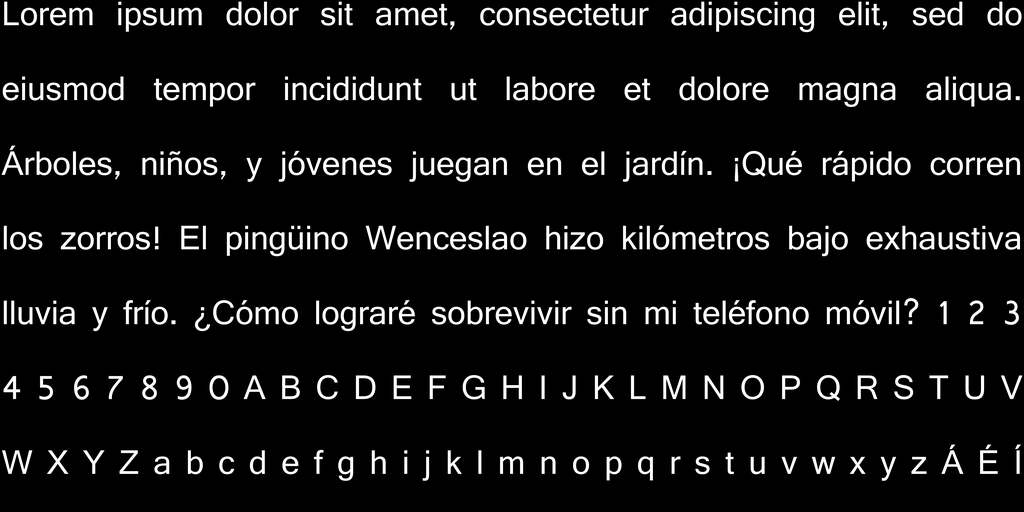 Lorem ipsum dolor sit amet, consectetur adipiscing elit, sed do
eiusmod tempor incididunt ut labore et dolore magna aliqua.
Árboles, niños, y jóvenes juegan en el jardín. ¡Qué rápido corren
los zorros! El pingüino Wenceslao hizo kilómetros bajo exhaustiva
lluvia y frío. ¿Cómo lograré sobrevivir sin mi teléfono móvil? 1 2 3
4 5 6 7 8 9 0 A B C D E F G H I J K L M N O P Q R S T U V
W X Y Z a b c d e f g h i j k l m n o p q r s t u v w x y z Á É Í